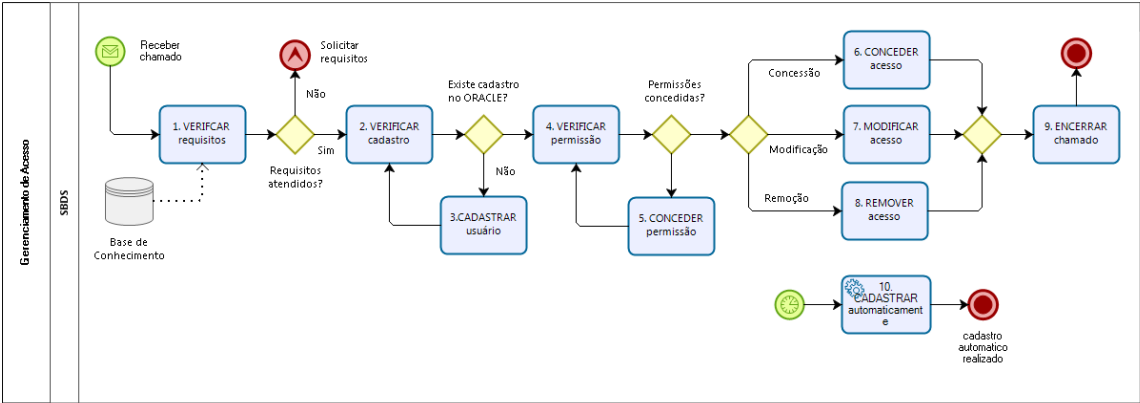 Gerenciamento de Acesso
SBDS
Receber
chamado
1. VERIFCAR
requisitos
Base de
Conhecimento
Solicitar
requisitos
Não
Sim
Requisitos
atendidos?
2. VERIFICAR
cadastro
Existe cadastro
no ORACLE?
Não
3.CADASTRAR
usuário
4. VERIFICAR
permissão
Permissões
concedidas?
5. CONCEDER
permissão
Concessão
Modificação
Remoção
6. CONCEDER
acesso
7. MODIFICAR
acesso
8. REMOVER
acesso
9. ENCERRAR
chamado
10.
CADASTRAR
automaticament
e
cadastro
automatico
realizado